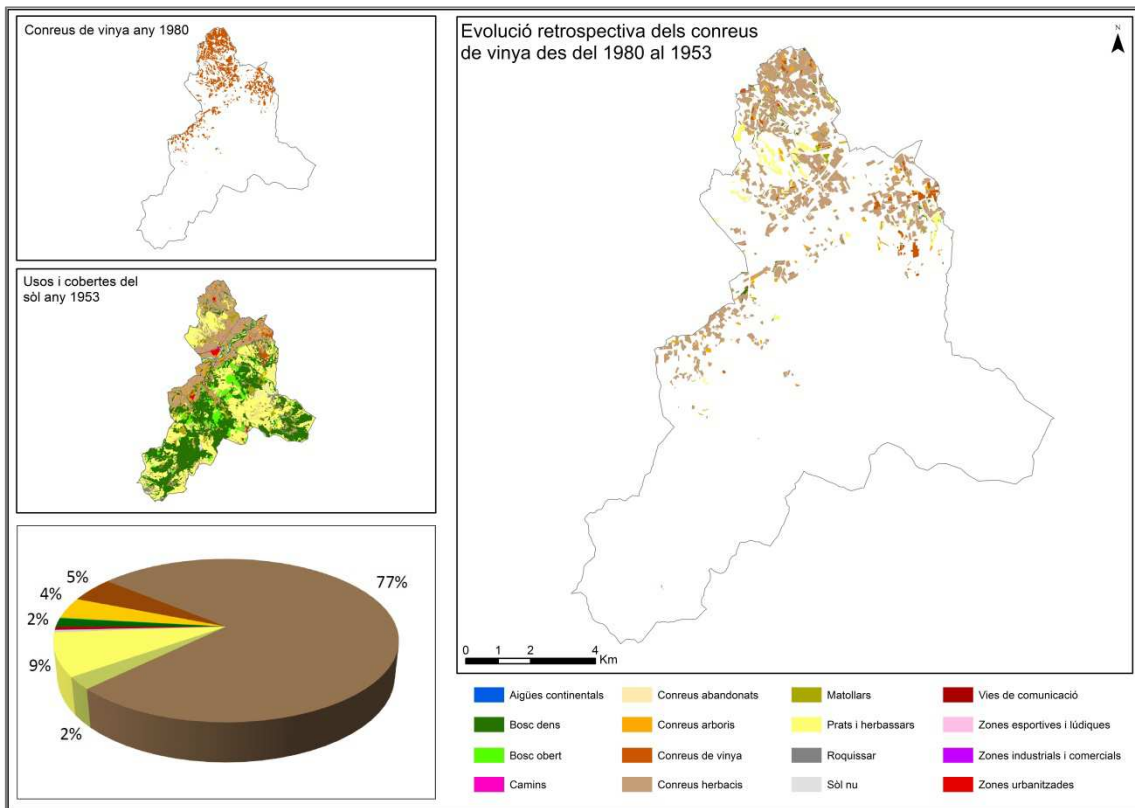 Conreus de vinya any 1980
Usos i cobertes del
sòl any 1953
77%
5%
4%
2%
9%
2%
Evolució retrospectiva dels conreus
de vinya des del 1980 al 1953
N
0 1 2 4
Km
Aigües continentals
Bosc dens
Bosc obert
Camins
Conreus abandonats
Conreus arboris
Conreus de vinya
Conreus herbacis
Matollars
Prats i herbassars
Roquissar
Sòl nu
Vies de comunicació
Zones esportives i lúdiques
Zones industrials i comercials
Zones urbanitzades